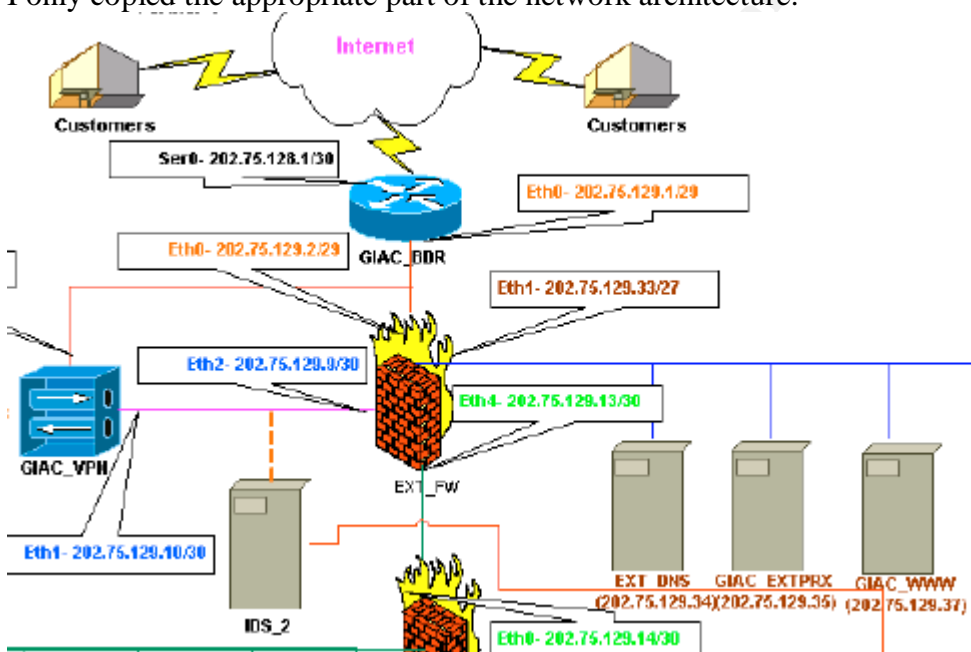 I only copied the appropriate part of the network architecture.
Internet
Customers
Customers
Ser0- 202.75.128.1/30
Eth0- 202.75.129.1/29
Eth0- 202.75.129.2/29
GIAC_BDR
Eth1- 202.75.129.33/27
Eth2- 202.75.129.9/30
Eth4- 202.75.129.13/30
GIAC_VPN
EXT_FW
Eth1- 202.75.129.10/30
EXT_DNS GIAC_EXTPRX GIAC_WWW
(202.75.129.34)(202.75.129.35) (202.75.129.37)
IDS_2
Eth0- 202.75.129.14/30